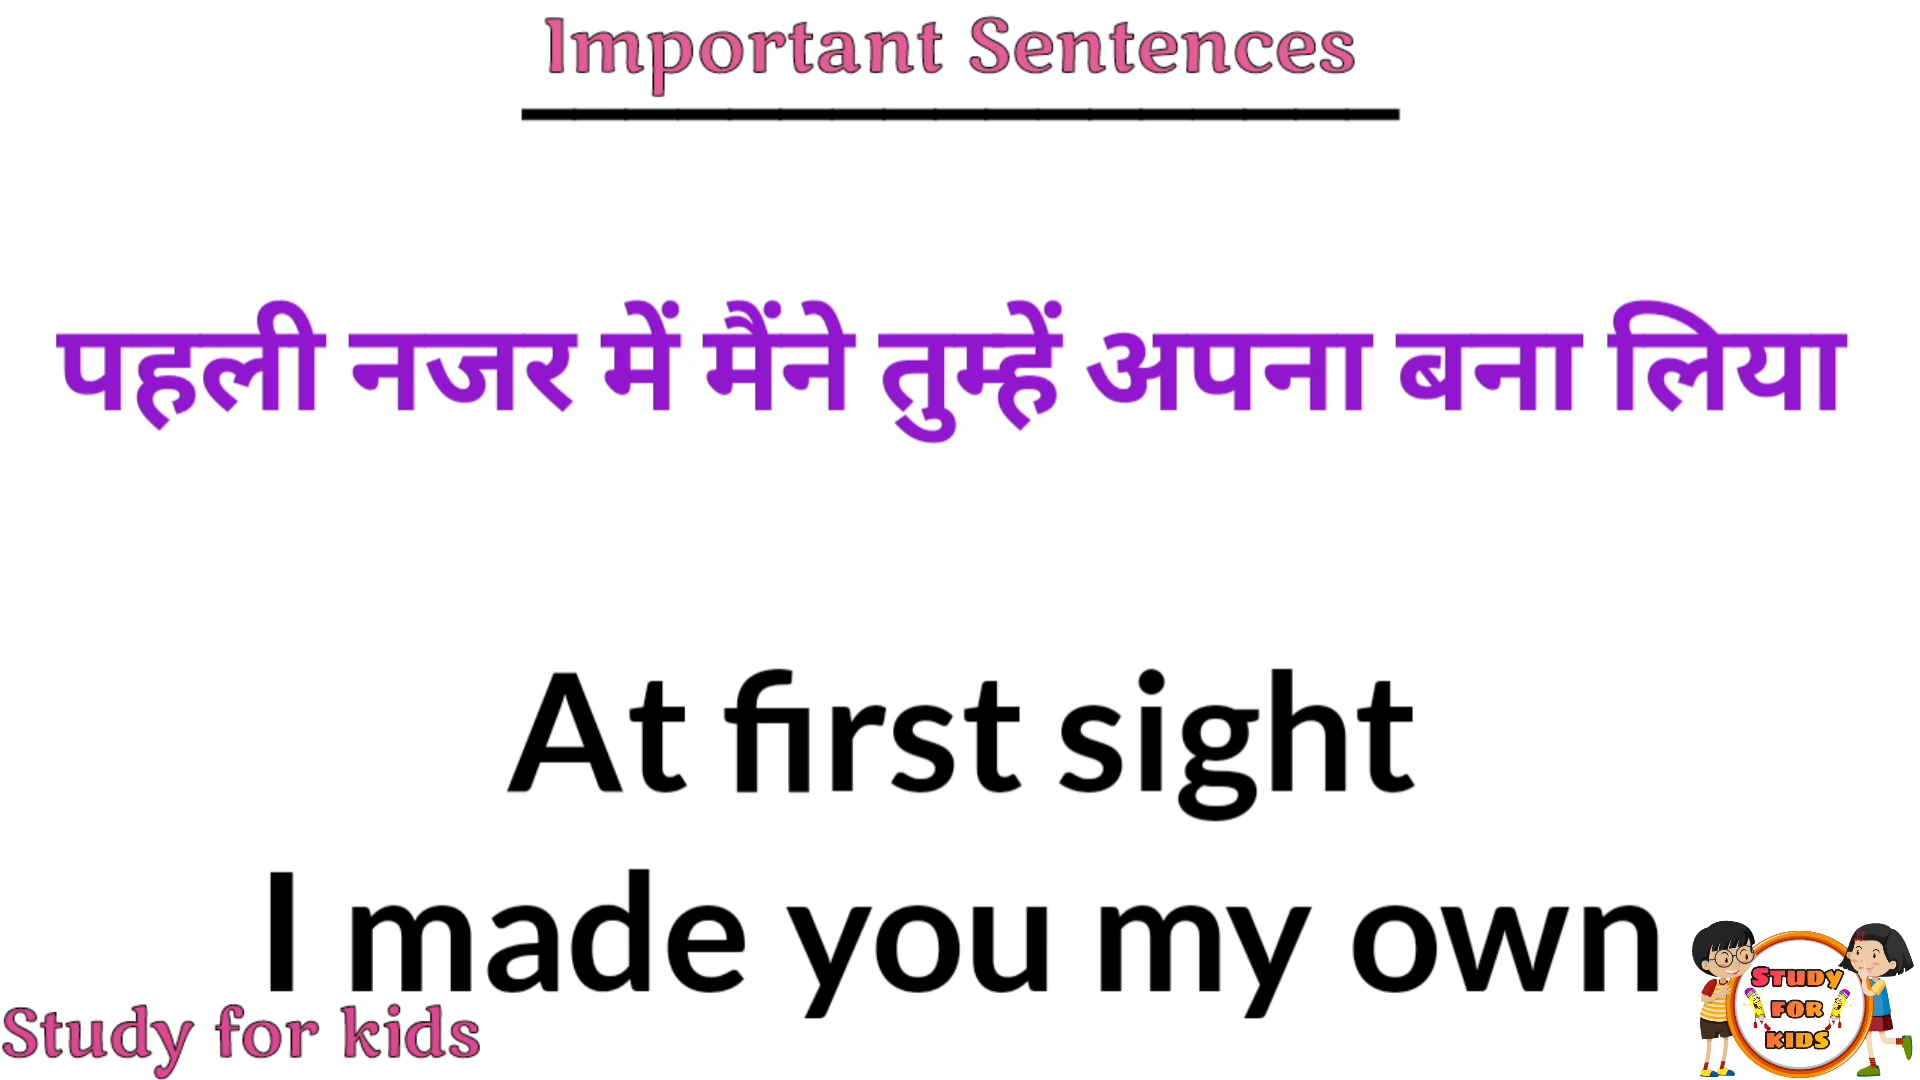 Important Sentences
पहली नजर में मैंने तुम्हें अपना बना लिया
At first sight
I made you my own
Study for kids
STUDY
FOR
KIDS